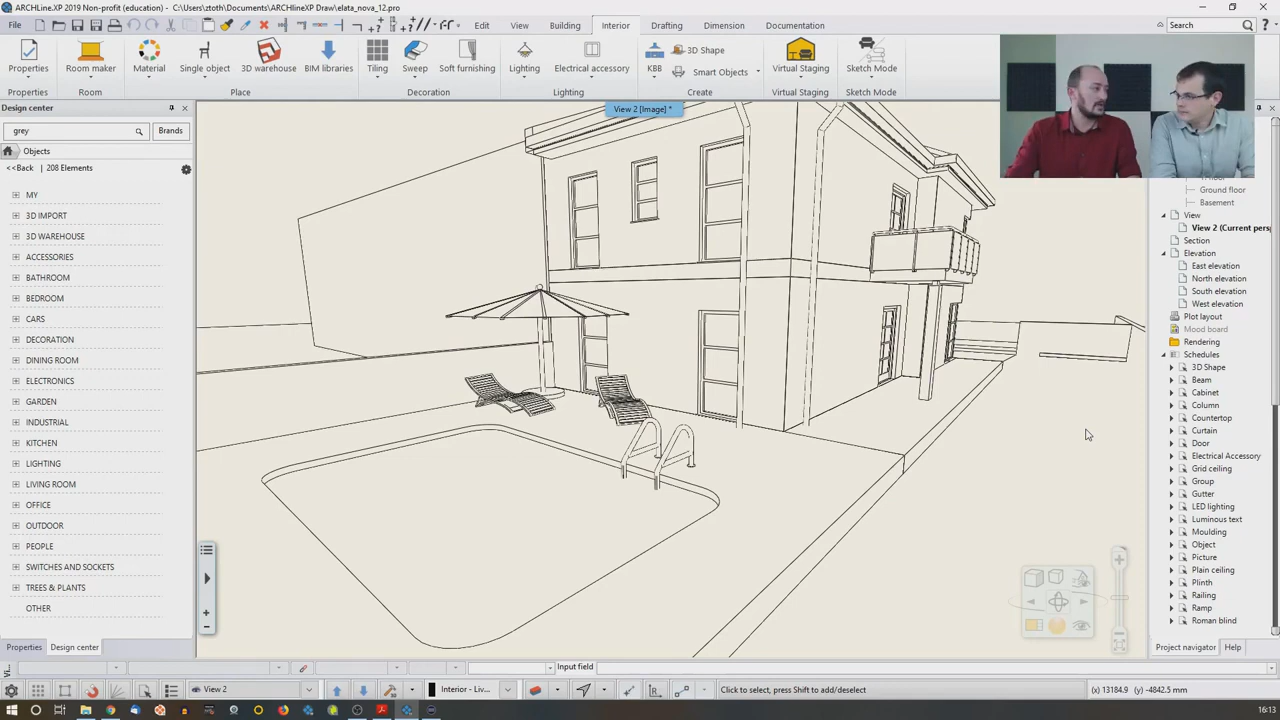 ARCHLine.XP 2019 Non-profit (education) - C:\Users\ztoth\Documents\ARCHlineXP Draw\elata_nova_12.pro
File
Edit
View
Building
Interior
Drafting
Dimension
Documentation
Search
Properties
Room maker
Material
Single object
3D warehouse
BIM libraries
Tiling
Sweep
Soft furnishing
Lighting
Electrical accessory
KBB
3D Shape
Smart Objects
Virtual Staging
Sketch Mode
Properties
Room
Place
Decoration
Lighting
Create
Virtual Staging
Sketch Mode
Design center
grey
Brands
Objects
<<Back | 208 Elements
MY
3D IMPORT
3D WAREHOUSE
ACCESSORIES
BATHROOM
BEDROOM
CARS
DECORATION
DINING ROOM
ELECTRONICS
GARDEN
INDUSTRIAL
KITCHEN
LIGHTING
LIVING ROOM
OFFICE
OUTDOOR
PEOPLE
SWITCHES AND SOCKETS
TREES & PLANTS
OTHER
Properties
Design center
View 2 [Image] *
Ground floor
Basement
View
View 2 (Current persp
Section
Elevation
East elevation
North elevation
South elevation
West elevation
Plot layout
Mood board
Rendering
Schedules
3D Shape
Beam
Cabinet
Column
Countertop
Curtain
Door
Electrical Accessory
Grid ceiling
Group
Gutter
LED lighting
Luminous text
Moulding
Object
Picture
Plain ceiling
Plinth
Railing
Ramp
Roman blind
Project navigator
Help
Input field
View 2
Interior - Liv...
Click to select, press Shift to add/deselect
x) 13184.9 (y) -4842.5 mm
16:13